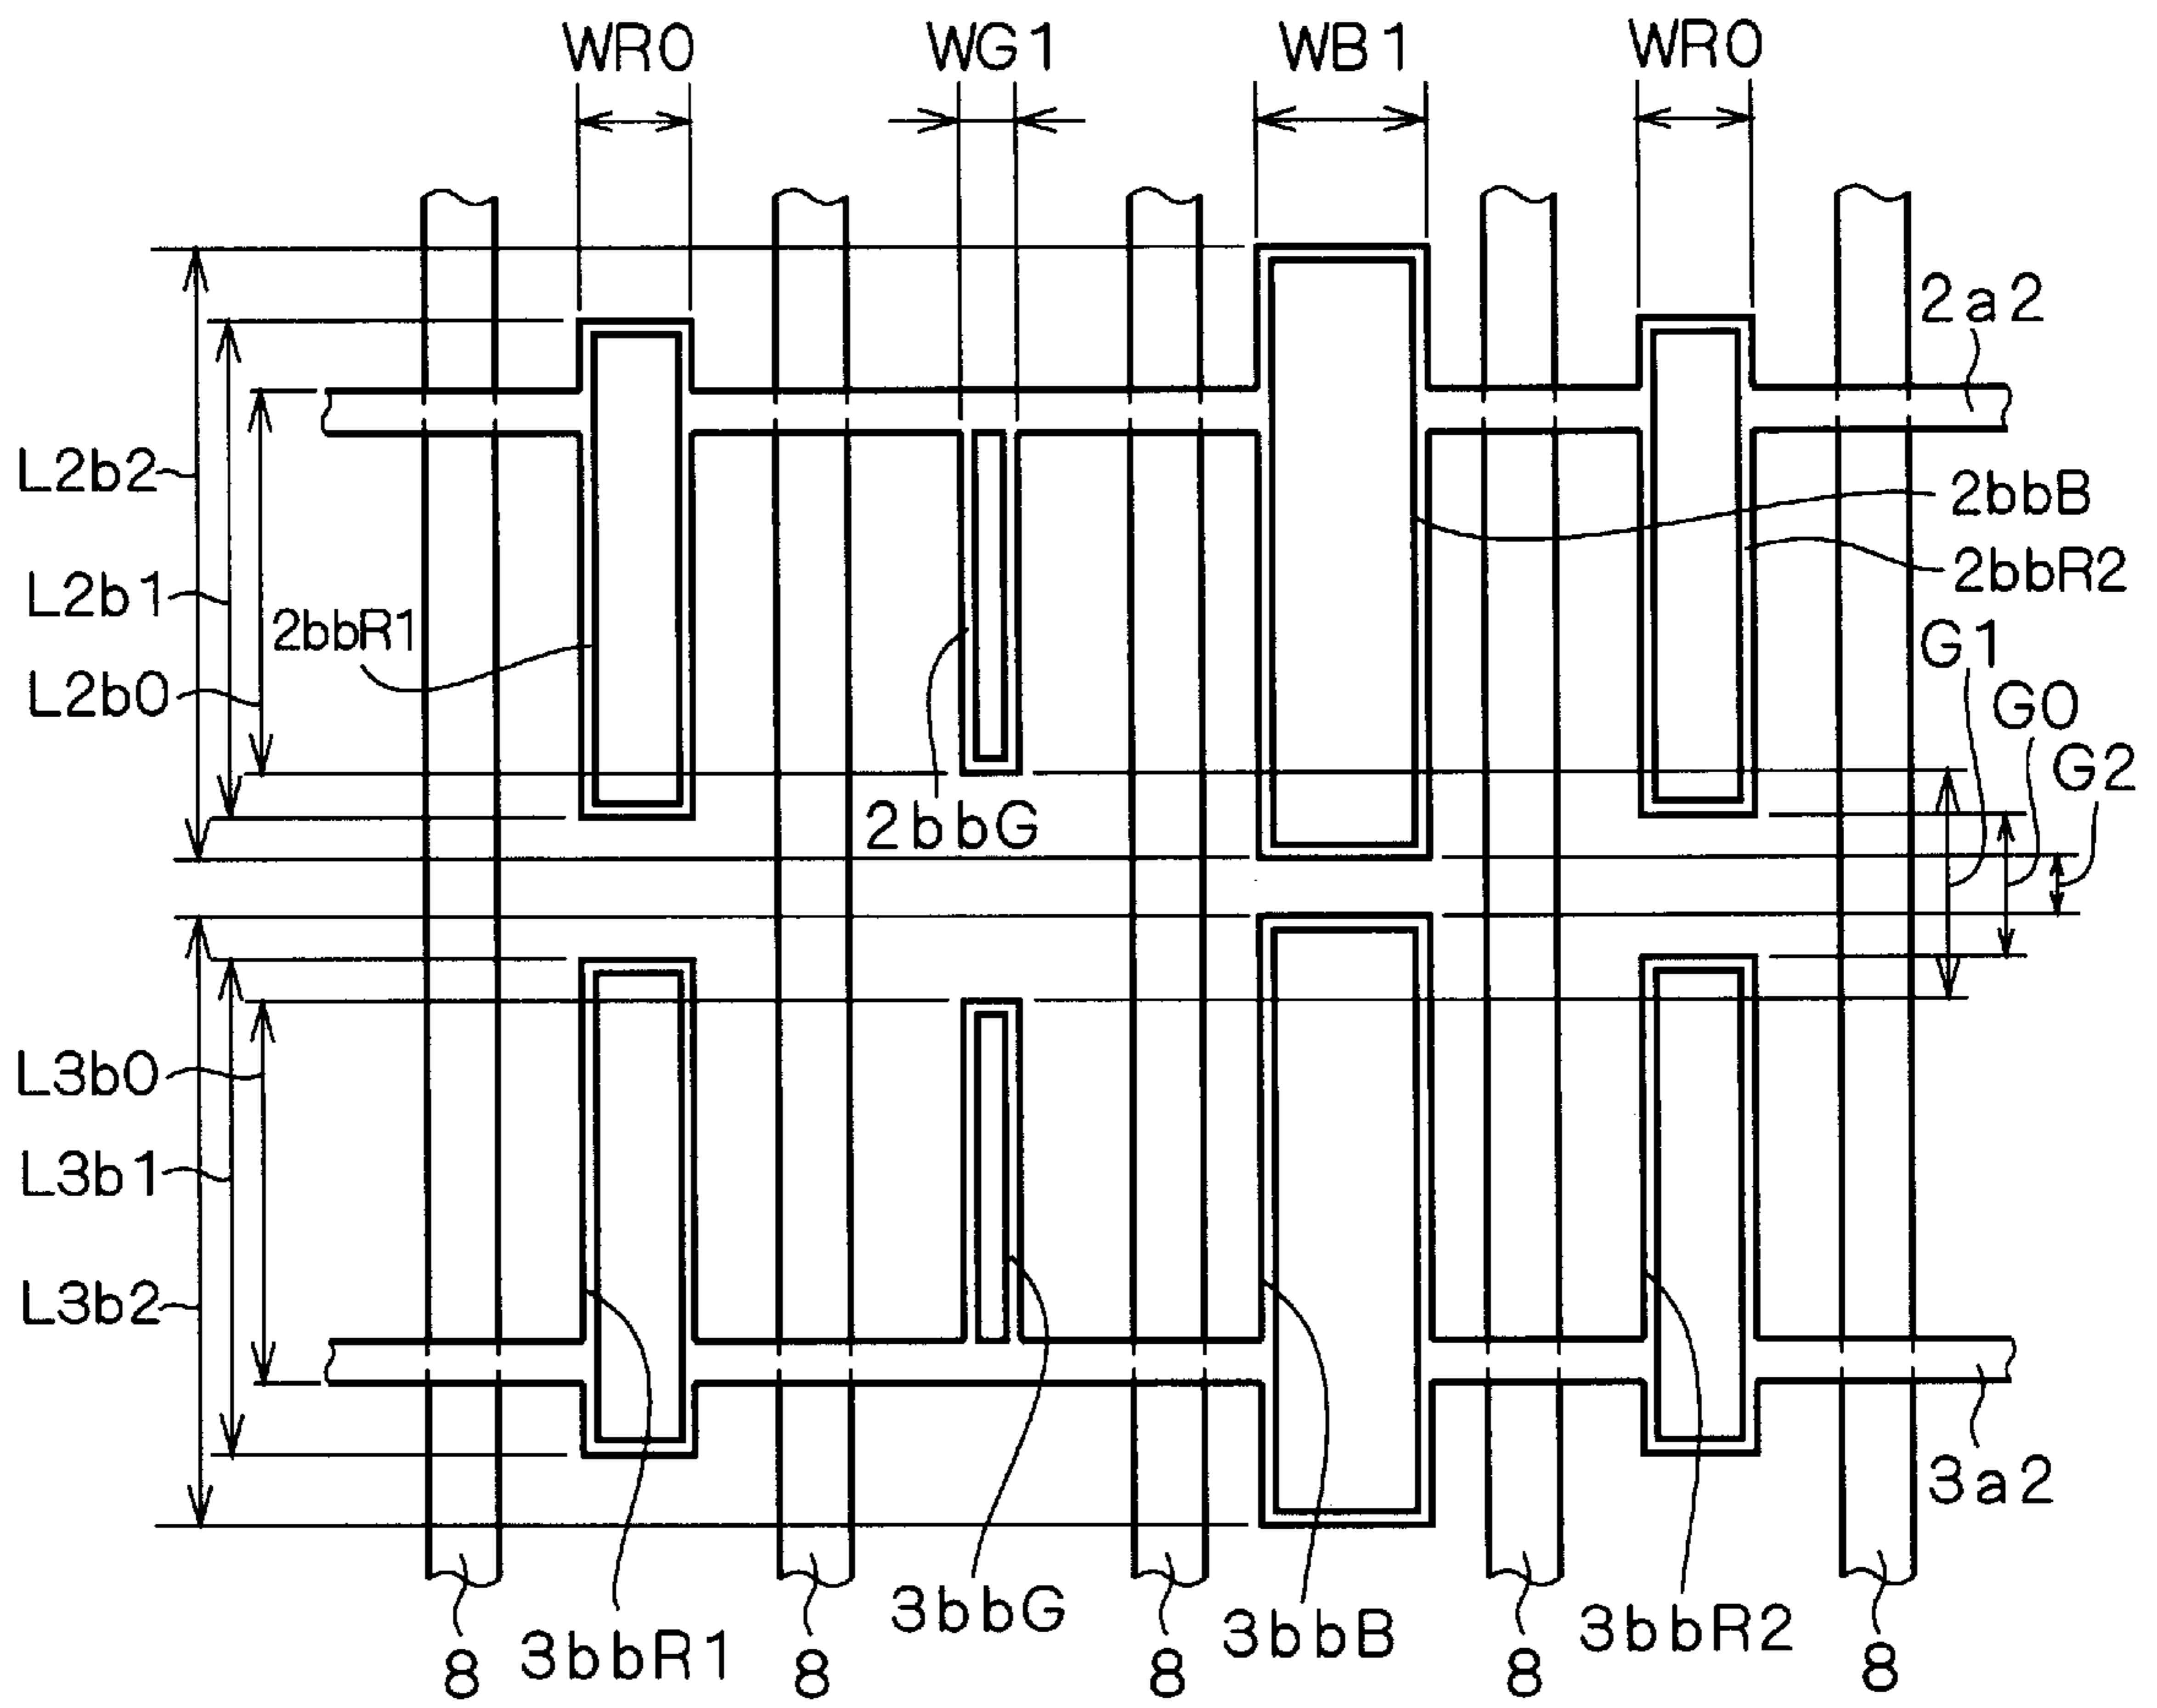 WR0 WG1 WB1 WR0
2a2
L2b2
2bbB
2bbR2
L2b1
2bbR1
G1
L2b0
G0
G2
2bbG
L3b0
L3b1
L3b2
3a2
3bbG
3bbB
3bbR2
3bbR1
8 8 8 8 8